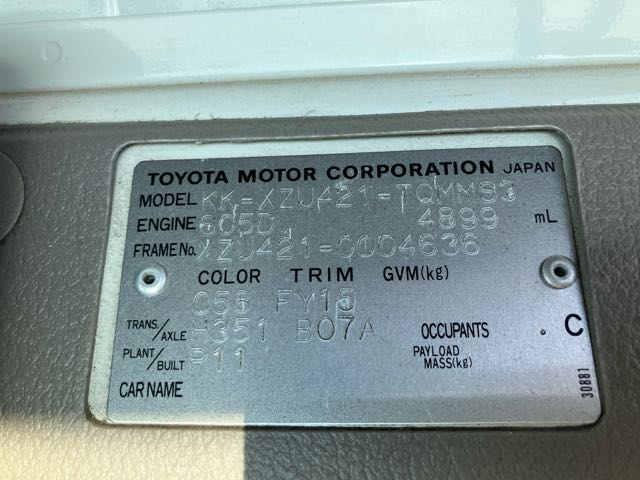 TOYOTA MOTOR CORPORATION JAPAN
MODEL KK-XZU421-TQMMS3
ENGINE S05D 4899 mL
FRAME No. XZU421-0004636
COLOR TRIM GVM(kg)
058 FY15
TRANS/AXLE H351 B07A OCCUPANTS C
PLANT/BUILT P11 PAYLOAD MASS(kg)
CAR NAME
30881